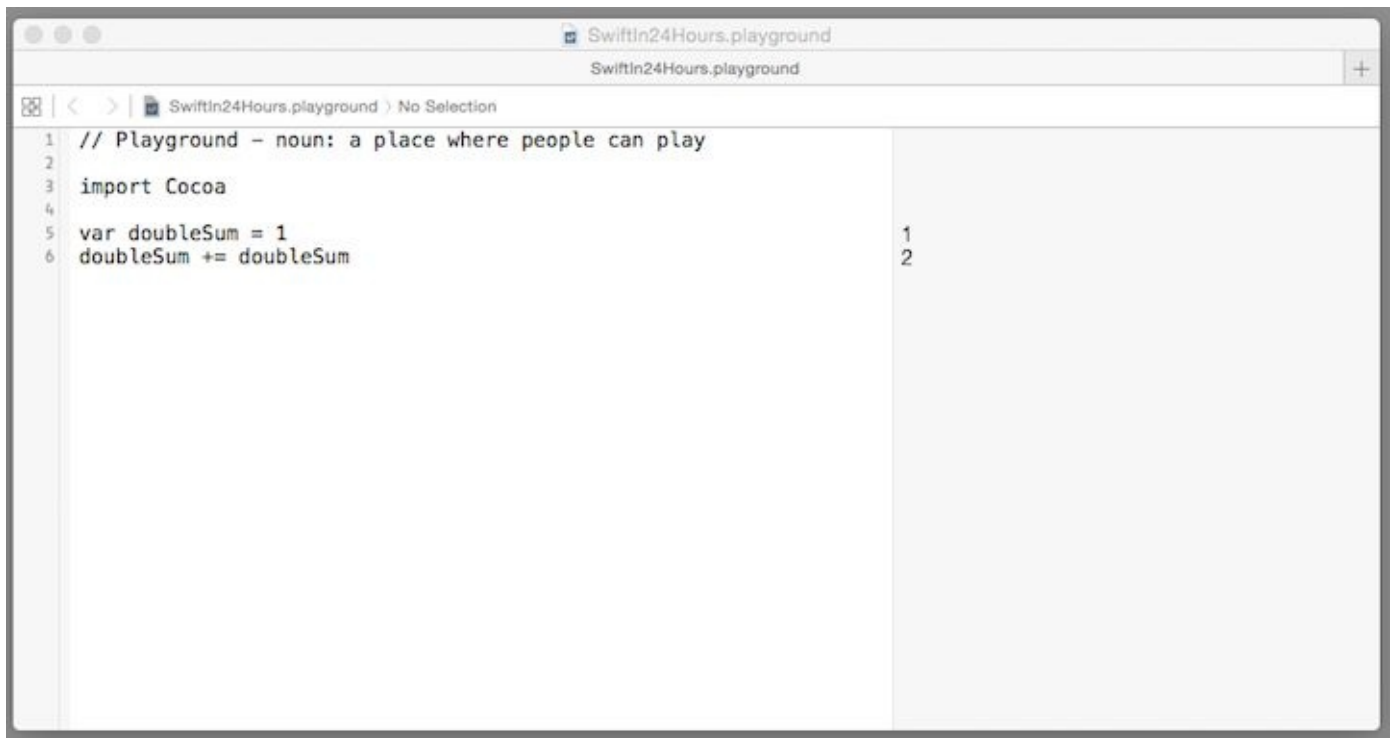 SwiftIn24Hours.playground
SwiftIn24Hours.playground
+
SwiftIn24Hours.playground 〉 No Selection
1 // Playground – noun: a place where people can play
2
3 import Cocoa
4
5 var doubleSum = 1 1
6 doubleSum += doubleSum 2